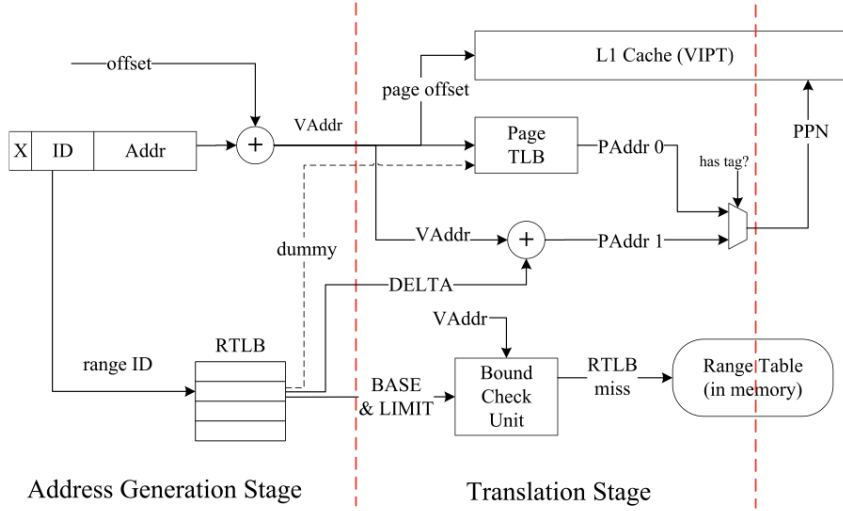 offset
L1 Cache (VIPT)
page offset
VAddr
X ID Addr
+
Page
TLB
PAddr 0
PPN
has tag?
dummy
VAddr
+
PAddr 1
DELTA
VAddr
RTLB
range ID
BASE
& LIMIT
Bound
Check
Unit
RTLB
miss
Range Table
(in memory)
Address Generation Stage
Translation Stage